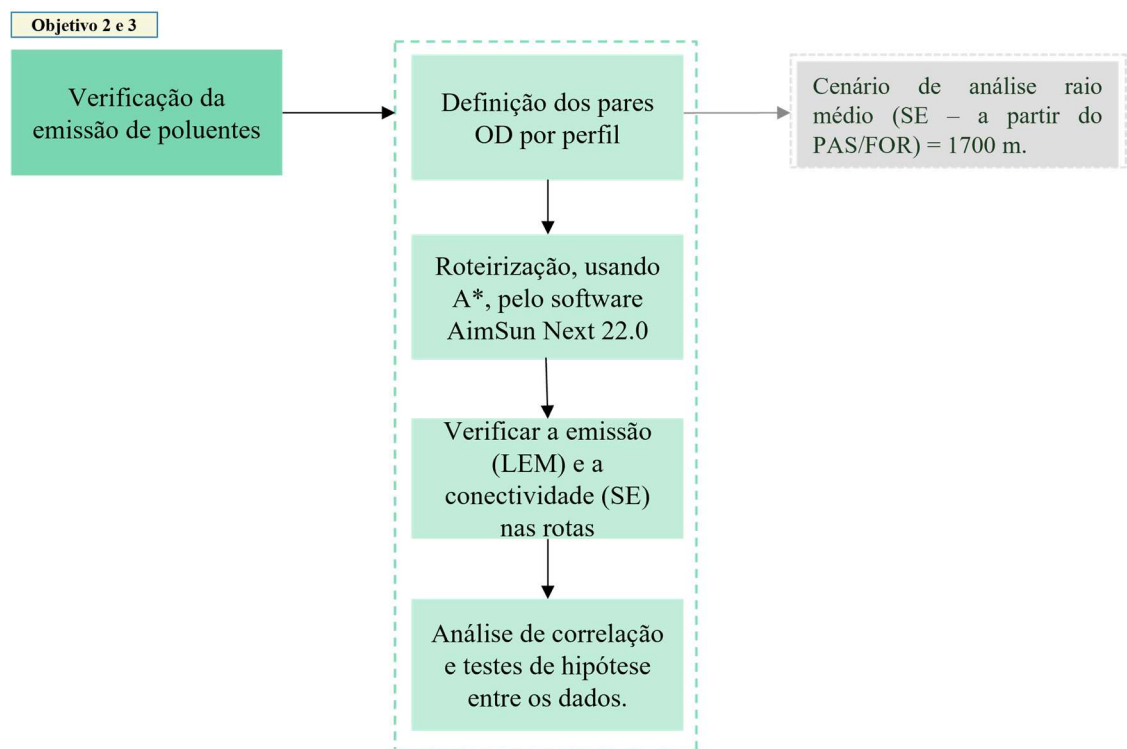 Objetivo 2 e 3
Verificação da
emissão de poluentes
Definição dos pares
OD por perfil
Cenário de análise raio
médio (SE – a partir do
PAS/FOR) = 1700 m.
Roteirização, usando
A*, pelo software
AimSun Next 22.0
Verificar a emissão
(LEM) e a
conectividade (SE)
nas rotas
Análise de correlação
e testes de hipótese
entre os dados.